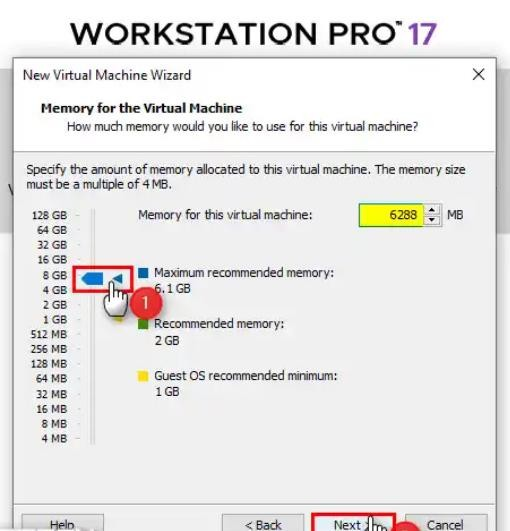 WORKSTATION PRO™ 17
New Virtual Machine Wizard
Memory for the Virtual Machine
How much memory would you like to use for this virtual machine?
Specify the amount of memory allocated to this virtual machine. The memory size
must be a multiple of 4 MB.
Memory for this virtual machine: 6288 MB
128 GB
64 GB
32 GB
16 GB
8 GB
4 GB
2 GB
1 GB
512 MB
256 MB
128 MB
64 MB
32 MB
16 MB
8 MB
4 MB
Maximum recommended memory:
6.1 GB
1
Recommended memory:
2 GB
Guest OS recommended minimum:
1 GB
Help
< Back
Next
Cancel